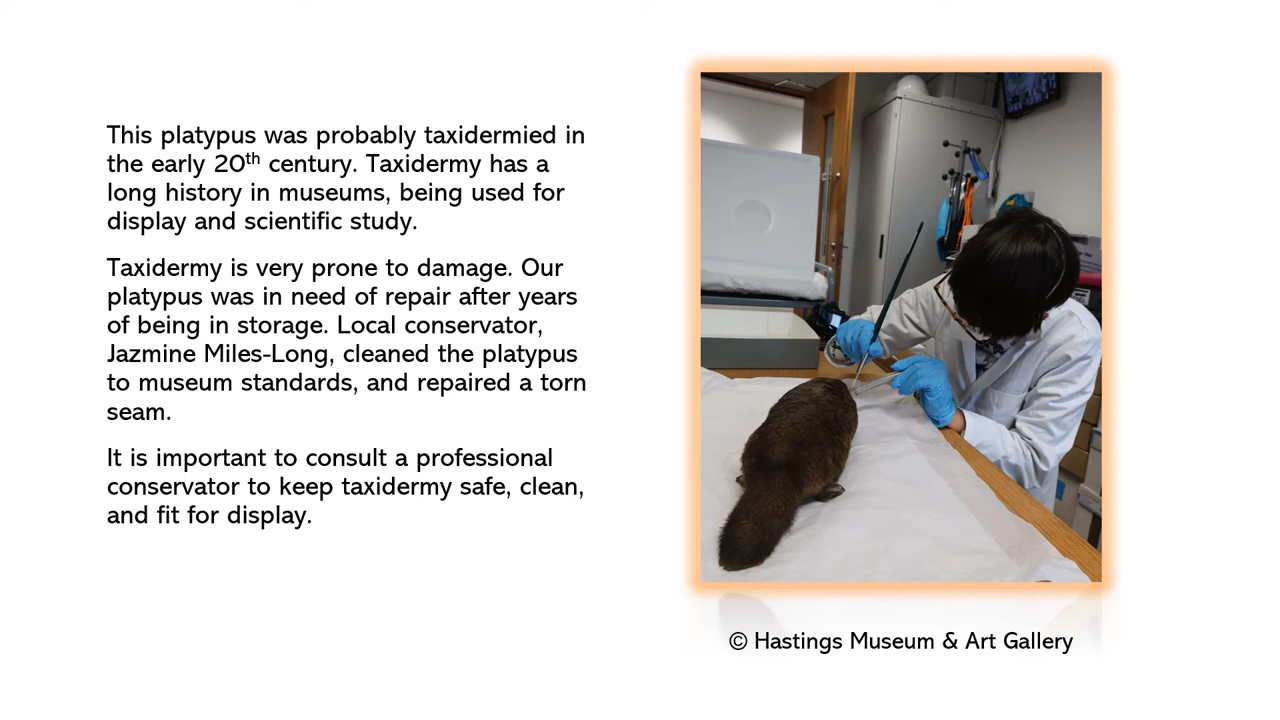 This platypus was probably taxidermied in
the early 20th century. Taxidermy has a
long history in museums, being used for
display and scientific study.
Taxidermy is very prone to damage. Our
platypus was in need of repair after years
of being in storage. Local conservator,
Jazmine Miles-Long, cleaned the platypus
to museum standards, and repaired a torn
seam.
It is important to consult a professional
conservator to keep taxidermy safe, clean,
and fit for display.
© Hastings Museum & Art Gallery